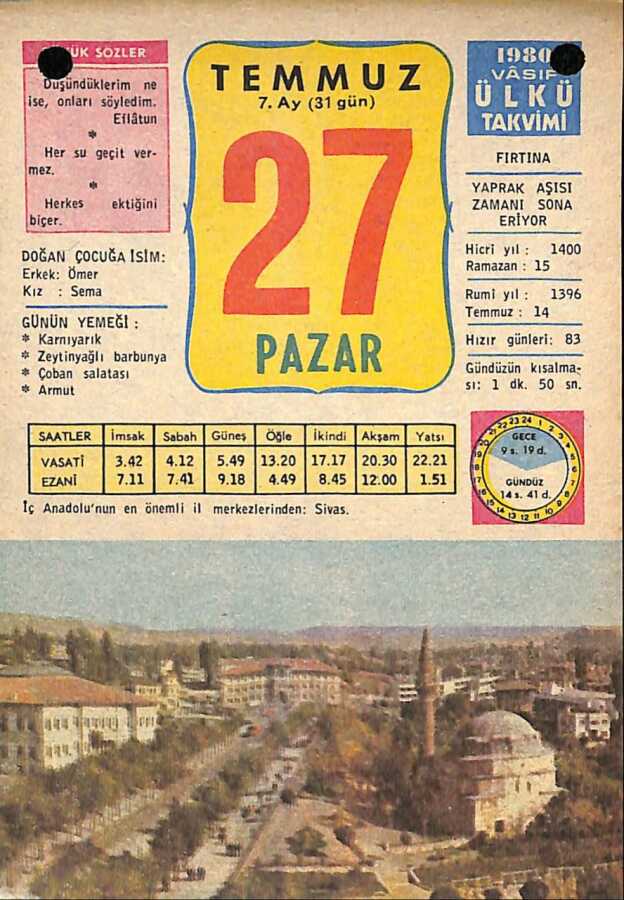 ÜK SÖZLER
Düşündüklerim ne
ise, onları söyledim.
Eflâtun
*
Her su geçit ver-
mez.
*
Herkes ektiğini
biçer.
DOĞAN ÇOCUĞA İSİM:
Erkek: Ömer
Kız : Sema
GÜNÜN YEMEĞİ :
* Karnıyarık
* Zeytinyağlı barbunya
* Çoban salatası
* Armut
TEMMUZ
7. Ay (31 gün)
27
PAZAR
1980
VÂSIF
ÜLKÜ
TAKVİMİ
FIRTINA
YAPRAK AŞISI
ZAMANI SONA
ERİYOR
Hicri yıl : 1400
Ramazan : 15
Rumi yıl : 1396
Temmuz : 14
Hızır günleri: 83
Gündüzün kısalma-
sı: 1 dk. 50 sn.
SAATLER İmsak Sabah Güneş Öğle İkindi Akşam Yatsı
VASATİ 3.42 4.12 5.49 13.20 17.17 20.30 22.21
EZANİ 7.11 7.41 9.18 4.49 8.45 12.00 1.51
GECE
9 s. 19 d.
GÜNDÜZ
14 s. 41 d.
İç Anadolu'nun en önemli il merkezlerinden: Sivas.